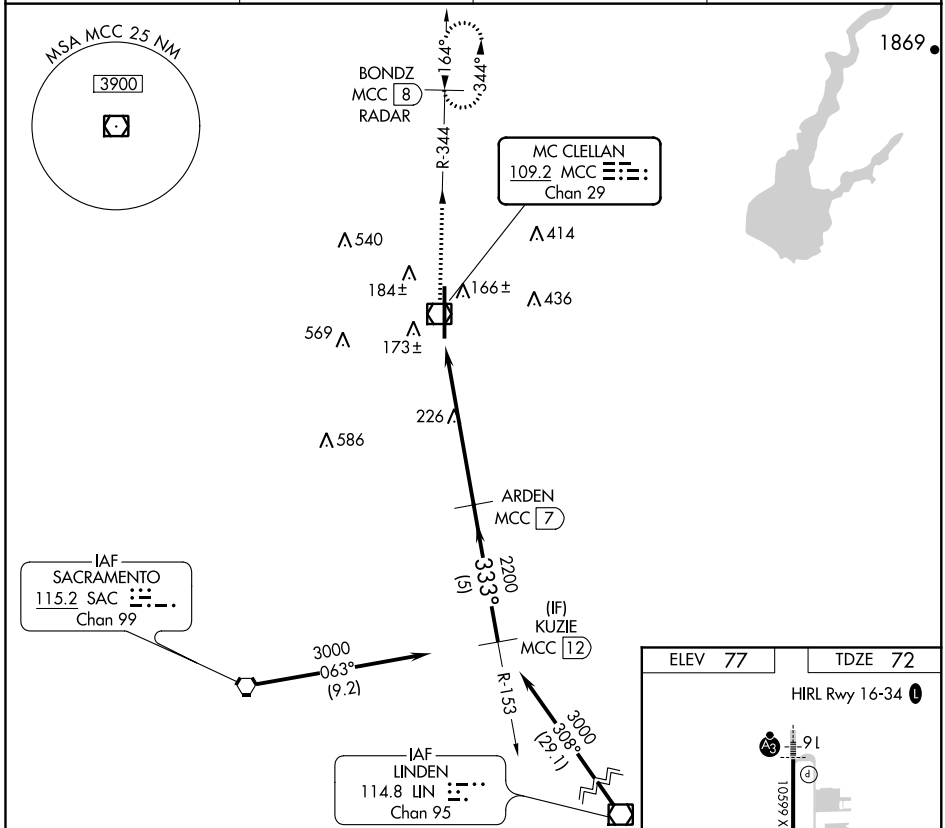 MSA MCC 25 NM
3900
1869
BONDZ
MCC 8
RADAR
164°
344°
R-344
MC CLELLAN
109.2 MCC
Chan 29
540
414
184±
166±
436
569
173±
226
586
ARDEN
MCC 7
2200
333°
(5)
IAF
SACRAMENTO
115.2 SAC
Chan 99
(IF)
KUZIE
MCC 12
3000
063°
(9.2)
R-153
3000
308°
(29.1)
IAF
LINDEN
114.8 LIN
Chan 95
ELEV 77
TDZE 72
HIRL Rwy 16-34 L
A3
16
P
10599 X